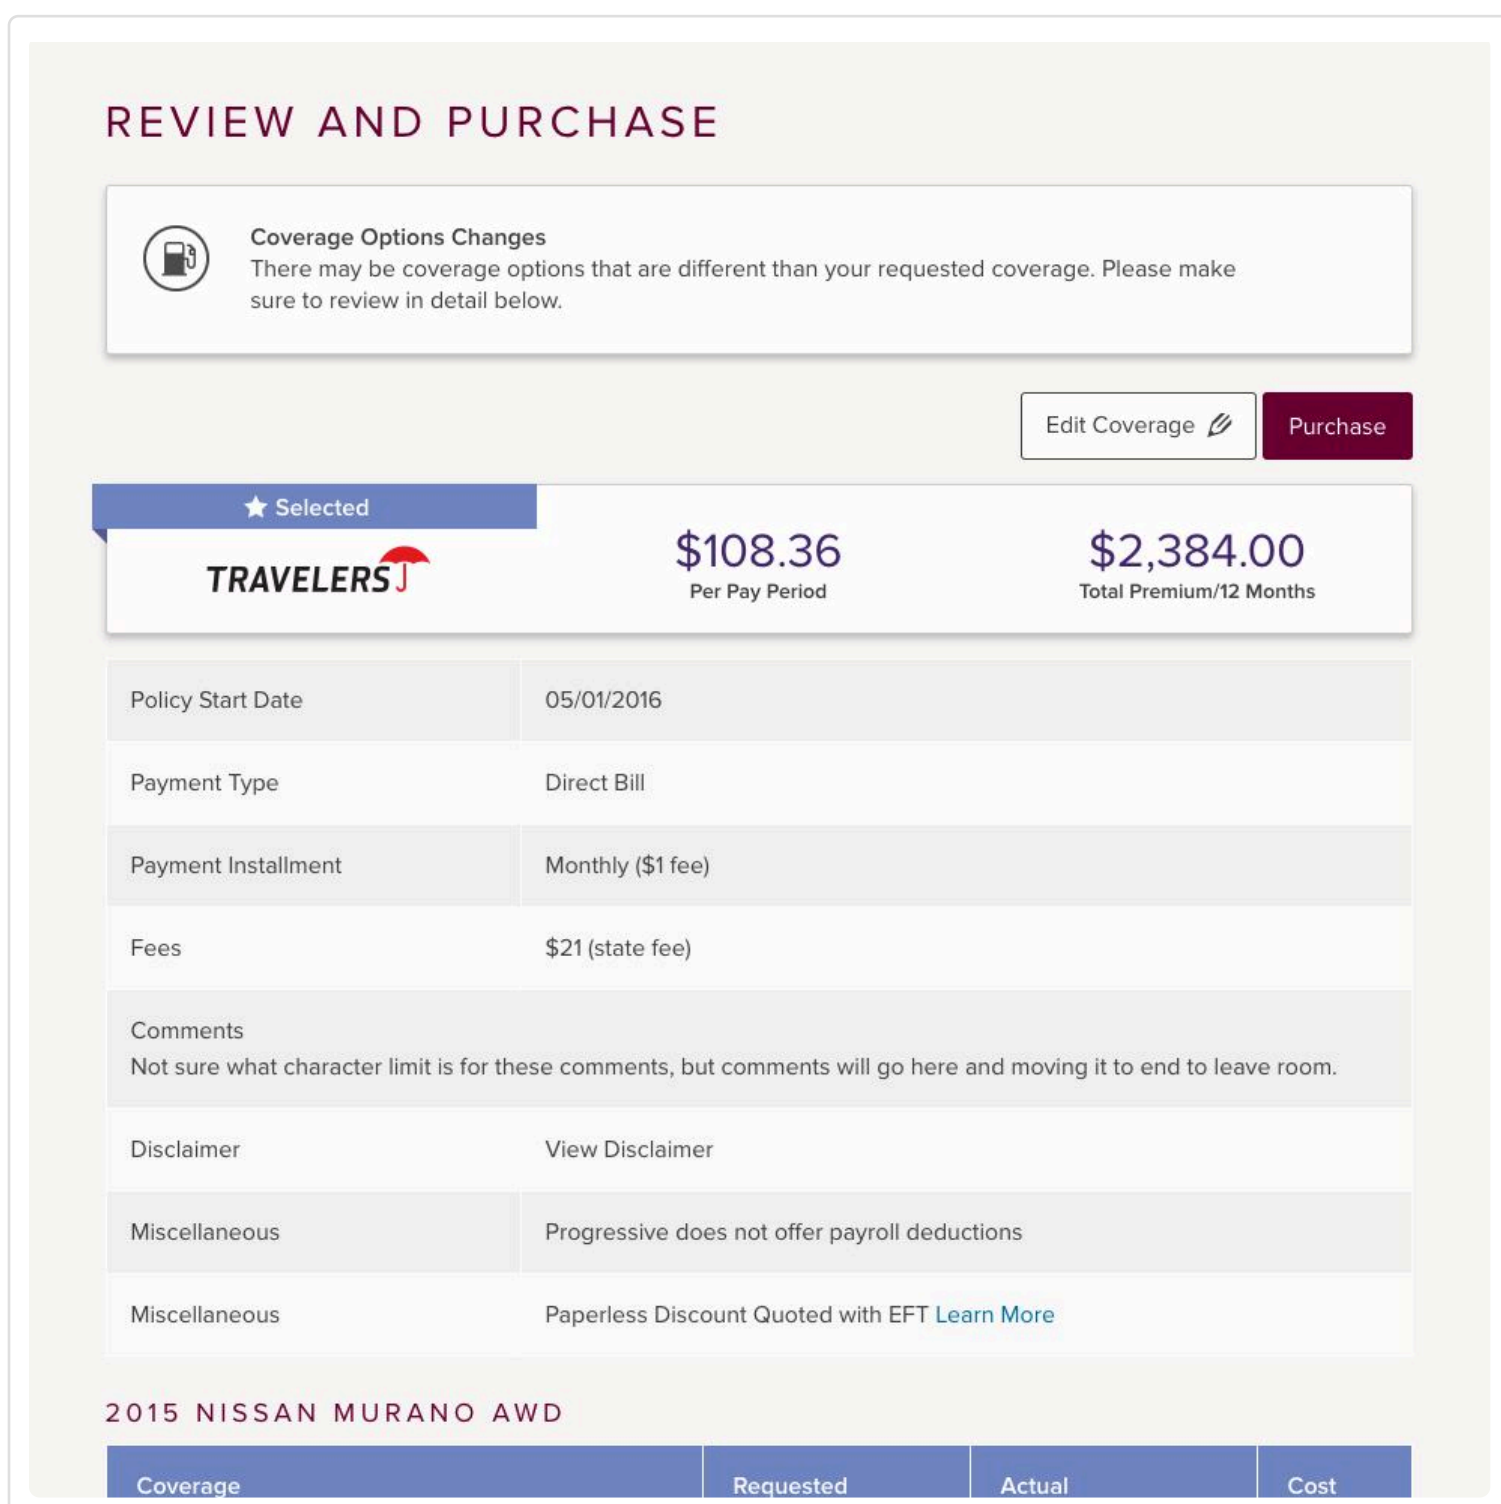 REVIEW AND PURCHASE
Coverage Options Changes
There may be coverage options that are different than your requested coverage. Please make
sure to review in detail below.
Edit Coverage
Purchase
Selected
TRAVELERS
$108.36
Per Pay Period
$2,384.00
Total Premium/12 Months
Policy Start Date 05/01/2016
Payment Type Direct Bill
Payment Installment Monthly ($1 fee)
Fees $21 (state fee)
Comments
Not sure what character limit is for these comments, but comments will go here and moving it to end to leave room.
Disclaimer View Disclaimer
Miscellaneous Progressive does not offer payroll deductions
Miscellaneous Paperless Discount Quoted with EFT Learn More
2015 NISSAN MURANO AWD
Coverage Requested Actual Cost